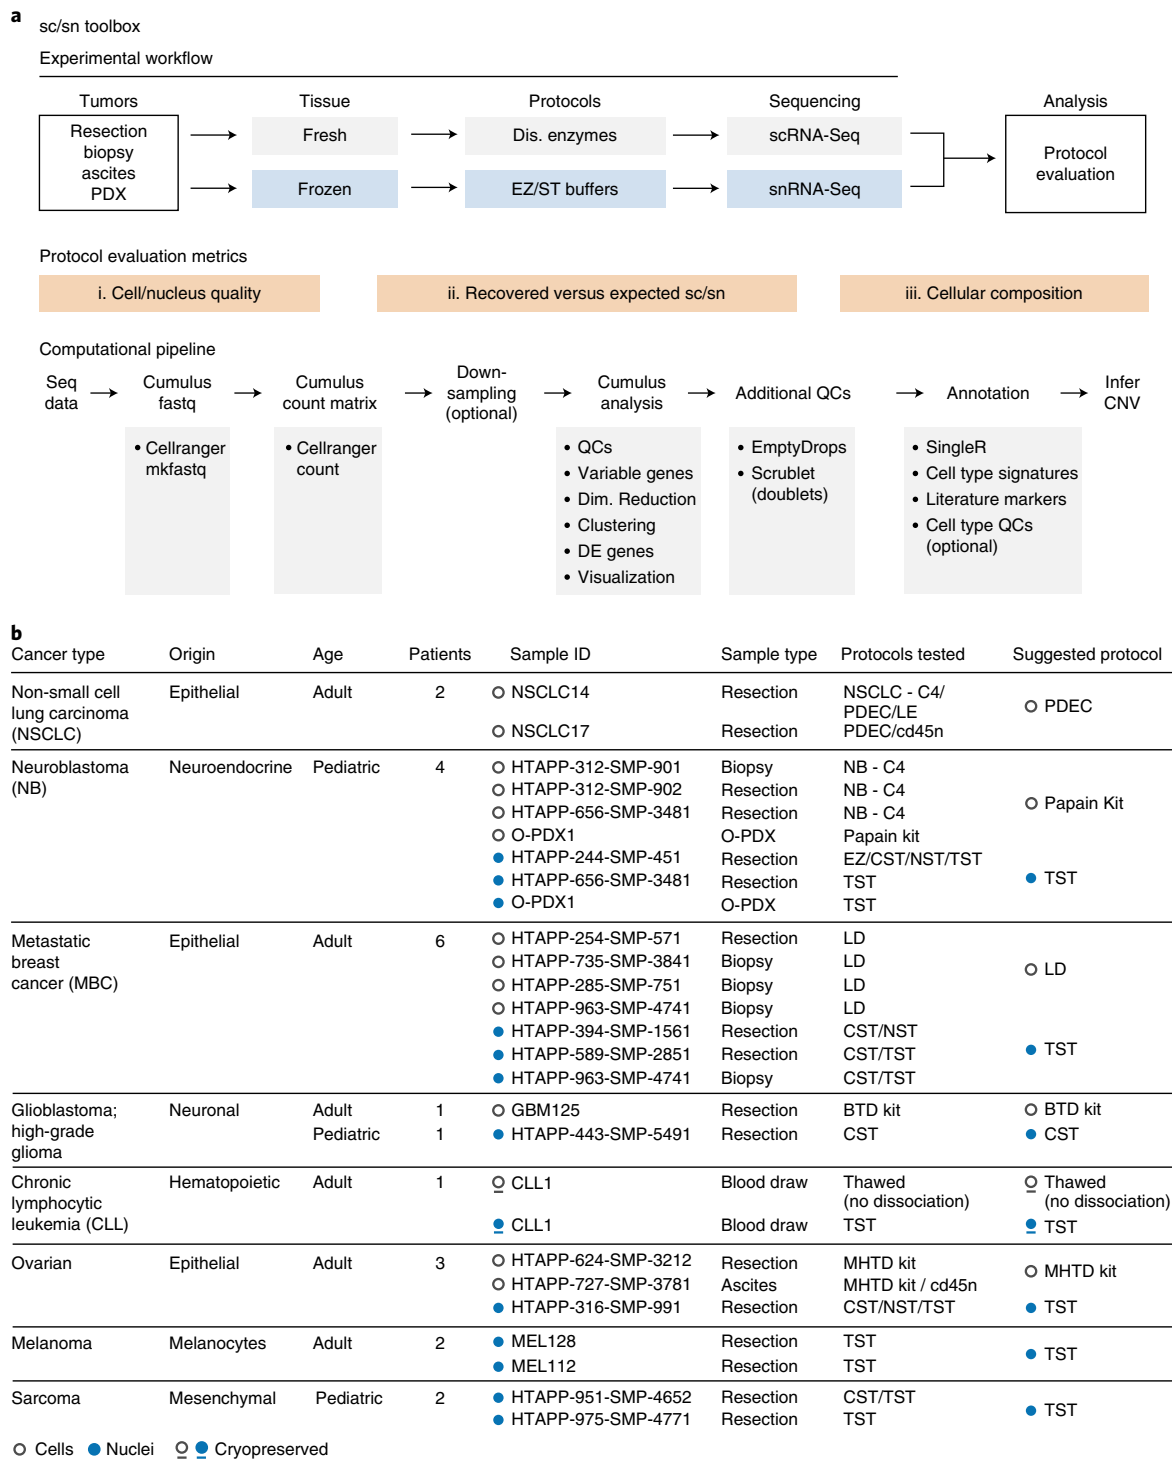 a
sc/sn toolbox
Experimental workflow
Tumors Tissue Protocols Sequencing Analysis
Resection
biopsy
ascites
PDX
Fresh Dis. enzymes scRNA-Seq
Frozen EZ/ST buffers snRNA-Seq
Protocol
evaluation
Protocol evaluation metrics
i. Cell/nucleus quality ii. Recovered versus expected sc/sn iii. Cellular composition
Computational pipeline
Seq
data
Cumulus
fastq
Cumulus
count matrix
Down-
sampling
(optional)
Cumulus
analysis
Additional QCs
Annotation
Infer
CNV
• Cellranger
mkfastq
• Cellranger
count
• QCs
• Variable genes
• Dim. Reduction
• Clustering
• DE genes
• Visualization
• EmptyDrops
• Scrublet
(doublets)
• SingleR
• Cell type signatures
• Literature markers
• Cell type QCs
(optional)
b
Cancer type Origin Age Patients Sample ID Sample type Protocols tested Suggested protocol
Non-small cell
lung carcinoma
(NSCLC)
Epithelial Adult 2
NSCLC14 Resection NSCLC - C4/
PDEC/LE
NSCLC17 Resection PDEC/cd45n
PDEC
Neuroblastoma
(NB)
Neuroendocrine Pediatric 4
HTAPP-312-SMP-901 Biopsy NB - C4
HTAPP-312-SMP-902 Resection NB - C4
HTAPP-656-SMP-3481 Resection NB - C4
O-PDX1 O-PDX Papain kit
HTAPP-244-SMP-451 Resection EZ/CST/NST/TST
HTAPP-656-SMP-3481 Resection TST
O-PDX1 O-PDX TST
Papain Kit
TST
Metastatic
breast
cancer (MBC)
Epithelial Adult 6
HTAPP-254-SMP-571 Resection LD
HTAPP-735-SMP-3841 Biopsy LD
HTAPP-285-SMP-751 Biopsy LD
HTAPP-963-SMP-4741 Biopsy LD
HTAPP-394-SMP-1561 Resection CST/NST
HTAPP-589-SMP-2851 Resection CST/TST
HTAPP-963-SMP-4741 Biopsy CST/TST
LD
TST
Glioblastoma;
high-grade
glioma
Neuronal
Adult 1 GBM125 Resection BTD kit BTD kit
Pediatric 1 HTAPP-443-SMP-5491 Resection CST CST
Chronic
lymphocytic
leukemia (CLL)
Hematopoietic Adult 1
CLL1 Blood draw Thawed
(no dissociation)
Thawed
(no dissociation)
CLL1 Blood draw TST TST
Ovarian Epithelial Adult 3
HTAPP-624-SMP-3212 Resection MHTD kit
HTAPP-727-SMP-3781 Ascites MHTD kit / cd45n
HTAPP-316-SMP-991 Resection CST/NST/TST
MHTD kit
TST
Melanoma Melanocytes Adult 2
MEL128 Resection TST
MEL112 Resection TST
TST
Sarcoma Mesenchymal Pediatric 2
HTAPP-951-SMP-4652 Resection CST/TST
HTAPP-975-SMP-4771 Resection TST
TST
Cells Nuclei Cryopreserved